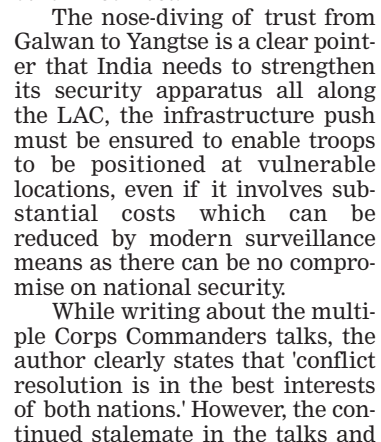 The nose-diving of trust from
Galwan to Yangtse is a clear point-
er that India needs to strengthen
its security apparatus all along
the LAC, the infrastructure push
must be ensured to enable troops
to be positioned at vulnerable
locations, even if it involves sub-
stantial costs which can be
reduced by modern surveillance
means as there can be no compro-
mise on national security.
While writing about the multi-
ple Corps Commanders talks, the
author clearly states that 'conflict
resolution is in the best interests
of both nations.' However, the con-
tinued stalemate in the talks and